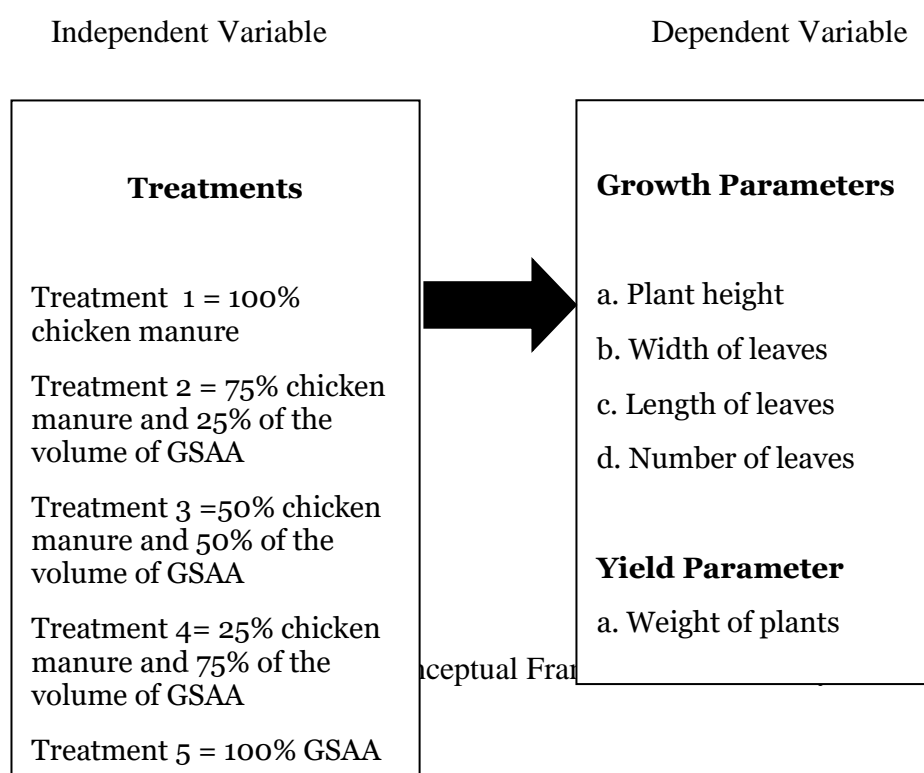 Independent Variable
Dependent Variable
Treatments
Treatment 1 = 100%
chicken manure
Treatment 2 = 75% chicken
manure and 25% of the
volume of GSAA
Treatment 3 =50% chicken
manure and 50% of the
volume of GSAA
Treatment 4= 25% chicken
manure and 75% of the
volume of GSAA
Treatment 5 = 100% GSAA
Growth Parameters
a. Plant height
b. Width of leaves
c. Length of leaves
d. Number of leaves
Yield Parameter
a. Weight of plants